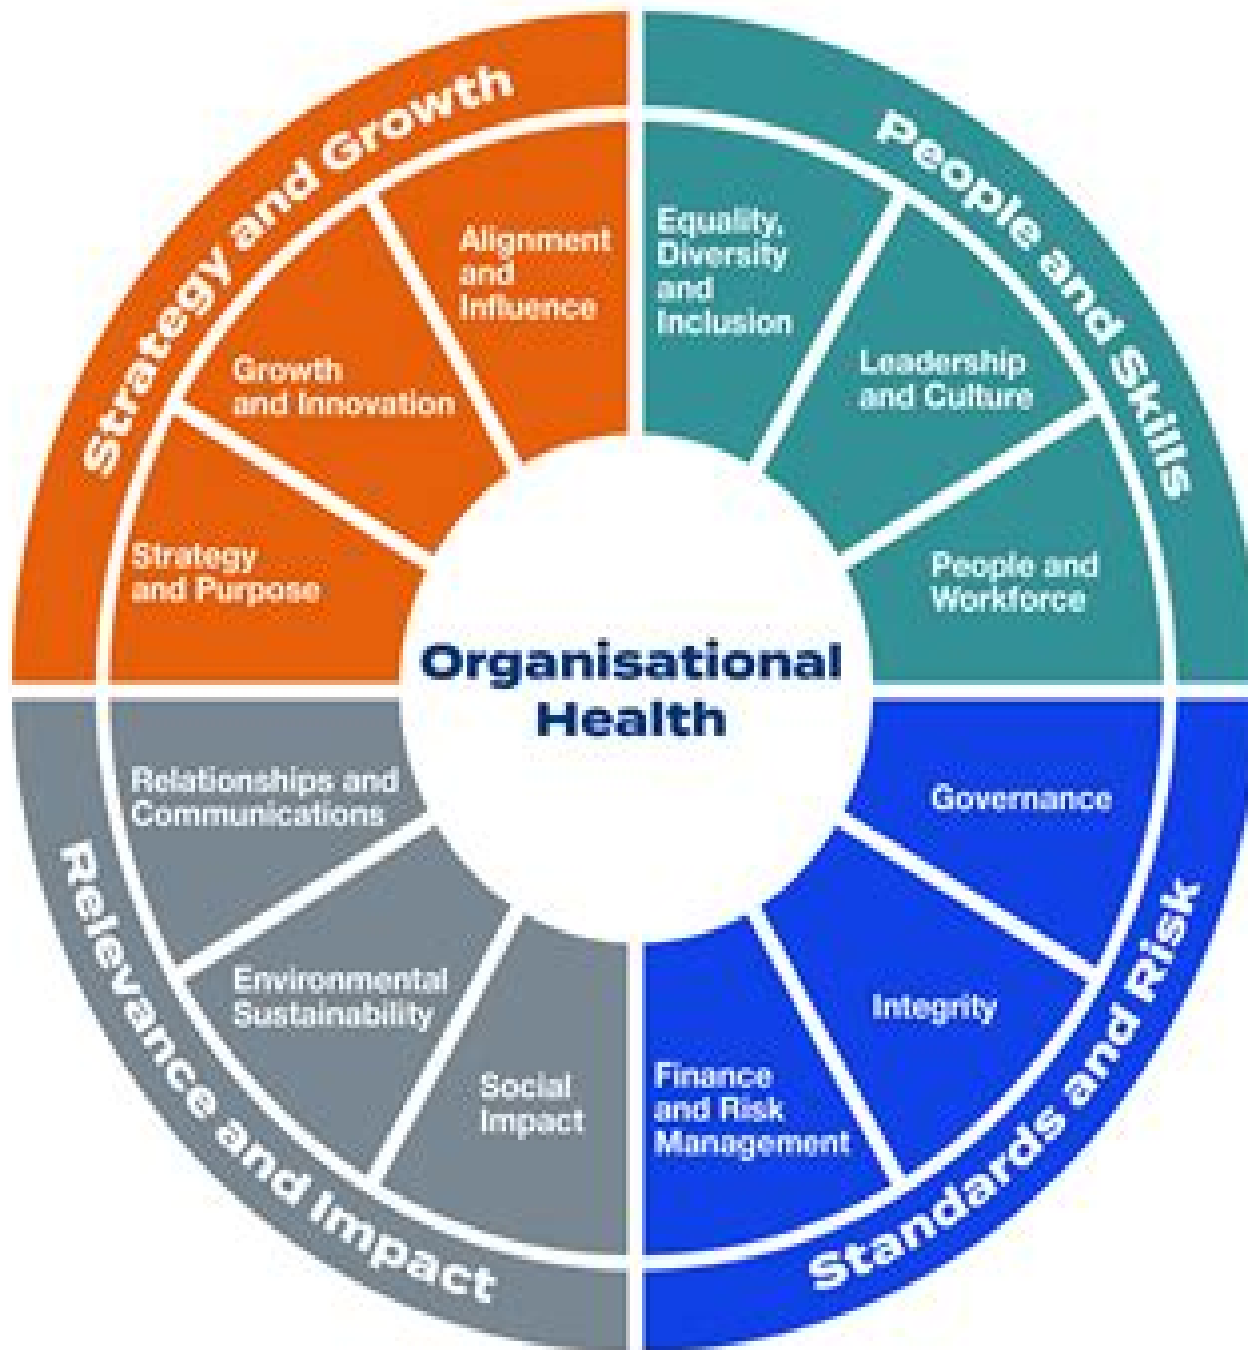 Strategy and Growth
Alignment
and
Influence
Growth
and Innovation
Strategy
and Purpose
People and Skills
Equality,
Diversity
and
Inclusion
Leadership
and Culture
People and
Workforce
Organisational
Health
Relationships and
Communications
Environmental
Sustainability
Social
Impact
Relevance and Impact
Governance
Integrity
Finance
and Risk
Management
Standards and Risk